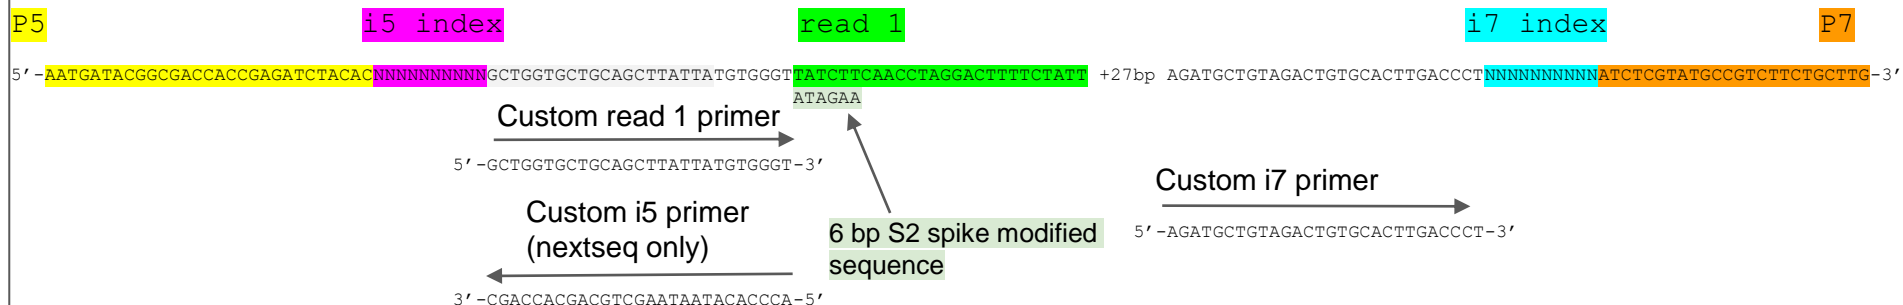 P5 i5 index read 1 i7 index P7
5’-AATGATACGGCGACCACCGAGATCTACACNNNNNNNNNNGCTGGTGCTGCAGCTTATTATGTGGGTTATCTTCAACCTAGGACTTTTCTATT +27bp AGATGCTGTAGACTGTGCACTTGACCCTNNNNNNNNNNATCTCGTATGCCGTCTTCTGCTTG-3’
ATAGAA
Custom read 1 primer
5’-GCTGGTGCTGCAGCTTATTATGTGGGT-3’
Custom i5 primer
(nextseq only)
3’-CGACCACGACGTCGAATAATACACCCA-5’
6 bp S2 spike modified
sequence
Custom i7 primer
5’-AGATGCTGTAGACTGTGCACTTGACCCT-3’